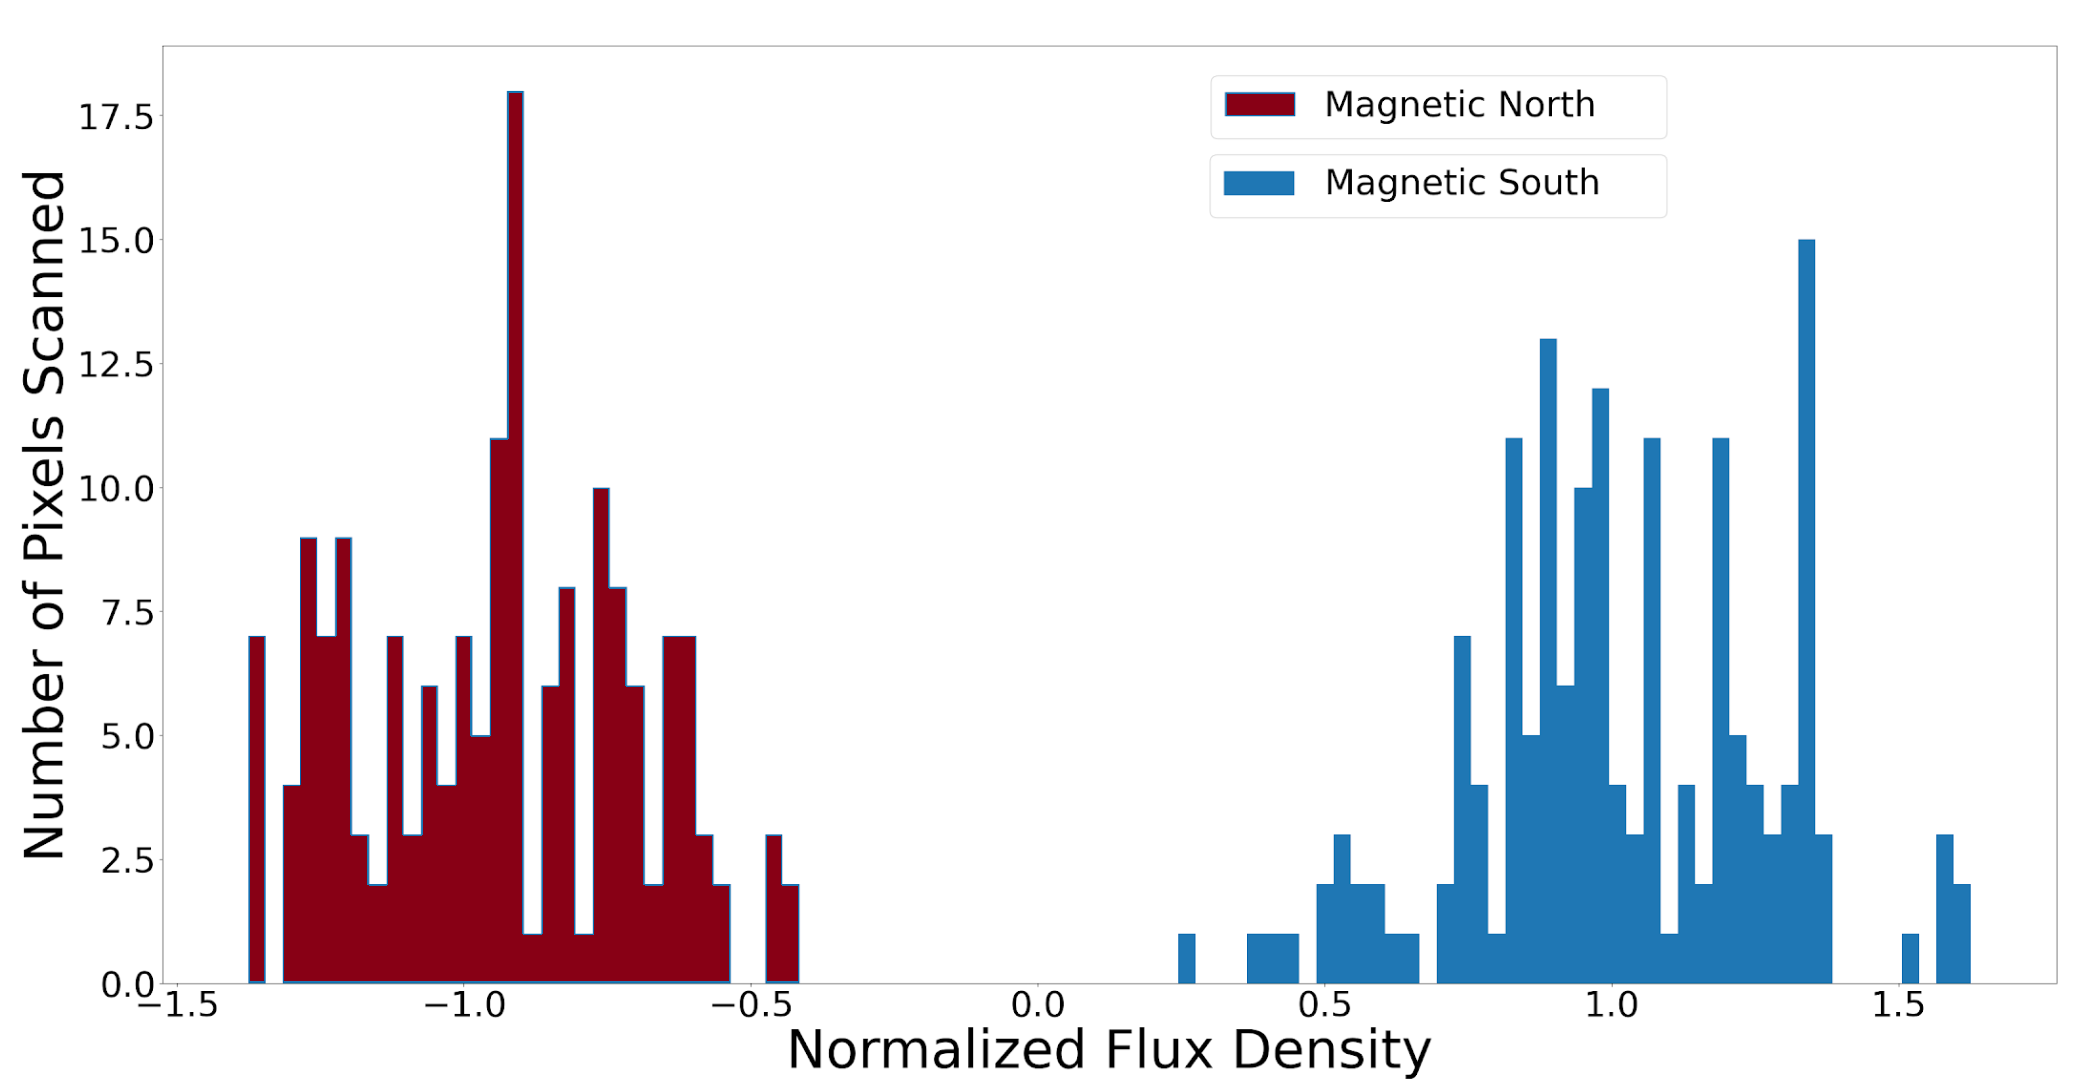 Number of Pixels Scanned
17.5
15.0
12.5
10.0
7.5
5.0
2.5
0.0
Magnetic North
Magnetic South
−1.5 −1.0 −0.5 0.0 0.5 1.0 1.5
Normalized Flux Density